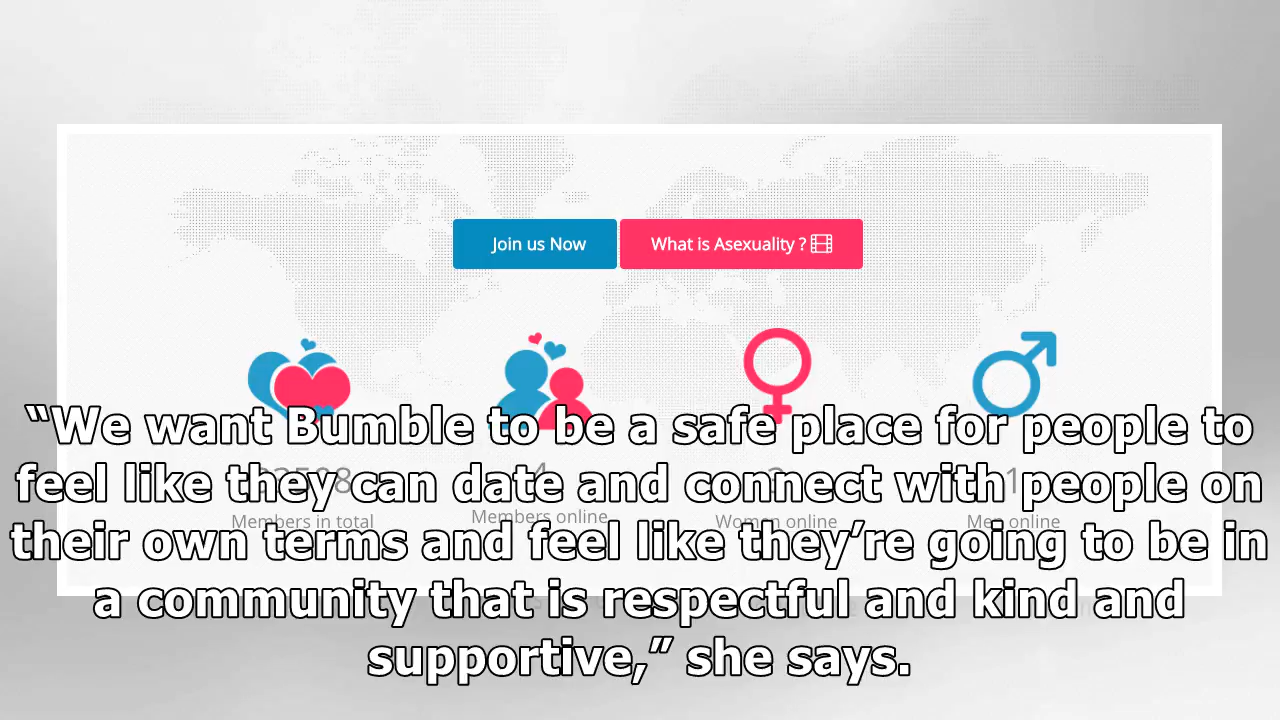 Join us Now
What is Asexuality ?
“We want Bumble to be a safe place for people to
feel like they can date and connect with people on
Members in total
Members online
Women online
Men online
their own terms and feel like they’re going to be in
a community that is respectful and kind and
supportive,” she says.